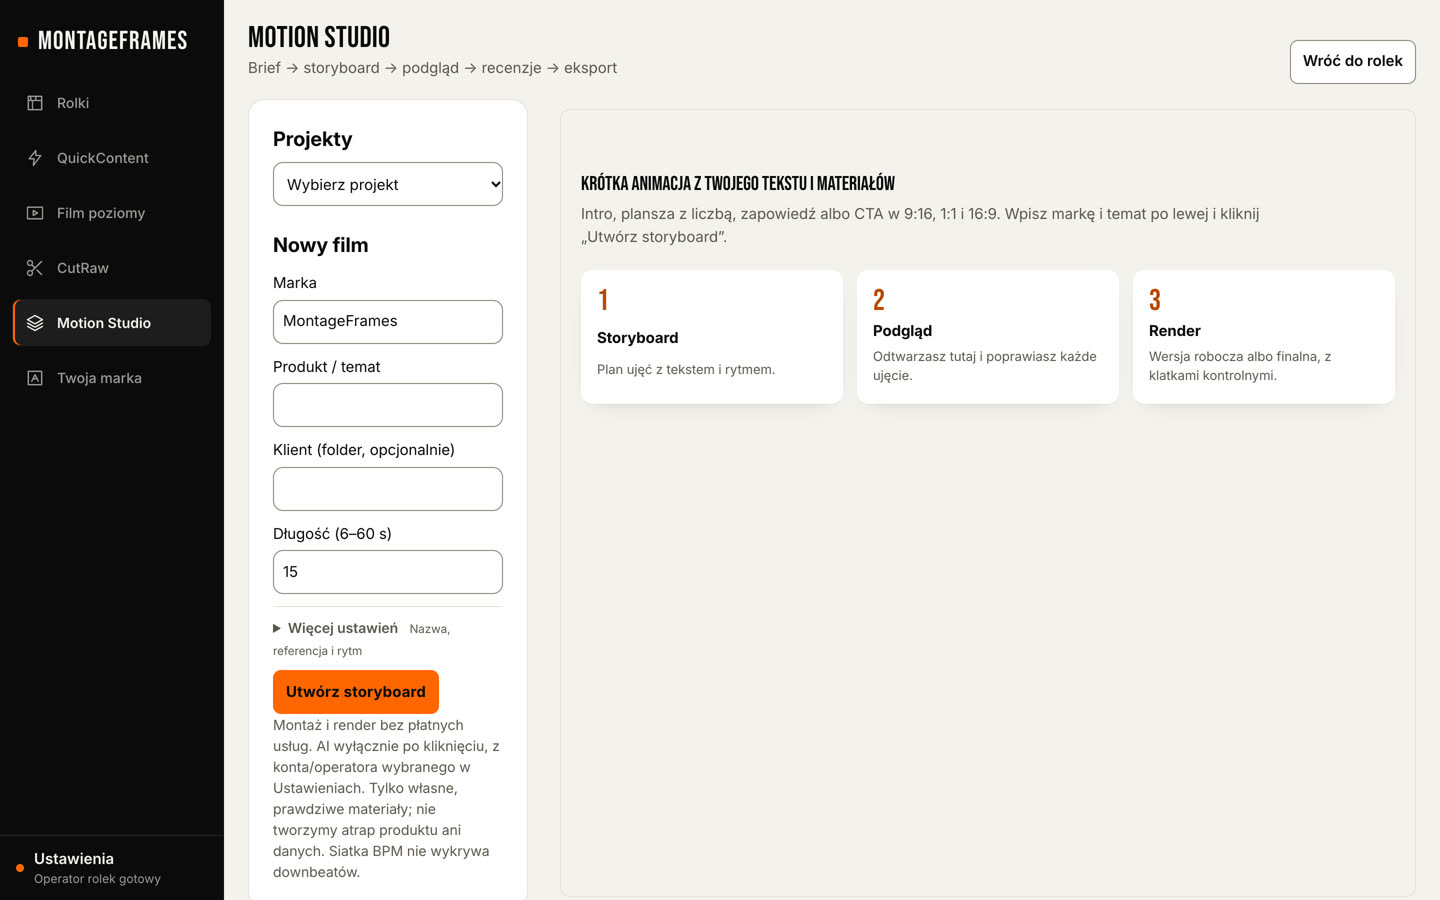 MONTAGEFRAMES
Rolki
QuickContent
Film poziomy
CutRaw
Motion Studio
Twoja marka
Ustawienia
Operator rolek gotowy
MOTION STUDIO
Brief → storyboard → podgląd → recenzje → eksport
Wróć do rolek
Projekty
Wybierz projekt
Nowy film
Marka
MontageFrames
Produkt / temat
Klient (folder, opcjonalnie)
Długość (6–60 s)
15
Więcej ustawień Nazwa,
referencja i rytm
Utwórz storyboard
Montaż i render bez płatnych
usług. AI wyłącznie po kliknięciu, z
konta/operatora wybranego w
Ustawieniach. Tylko własne,
prawdziwe materiały; nie
tworzymy atrap produktu ani
danych. Siatka BPM nie wykrywa
downbeatów.
KRÓTKA ANIMACJA Z TWOJEGO TEKSTU I MATERIAŁÓW
Intro, plansza z liczbą, zapowiedź albo CTA w 9:16, 1:1 i 16:9. Wpisz markę i temat po lewej i kliknij
„Utwórz storyboard”.
1
Storyboard
Plan ujęć z tekstem i rytmem.
2
Podgląd
Odtwarzasz tutaj i poprawiasz każde
ujęcie.
3
Render
Wersja robocza albo finalna, z
klatkami kontrolnymi.